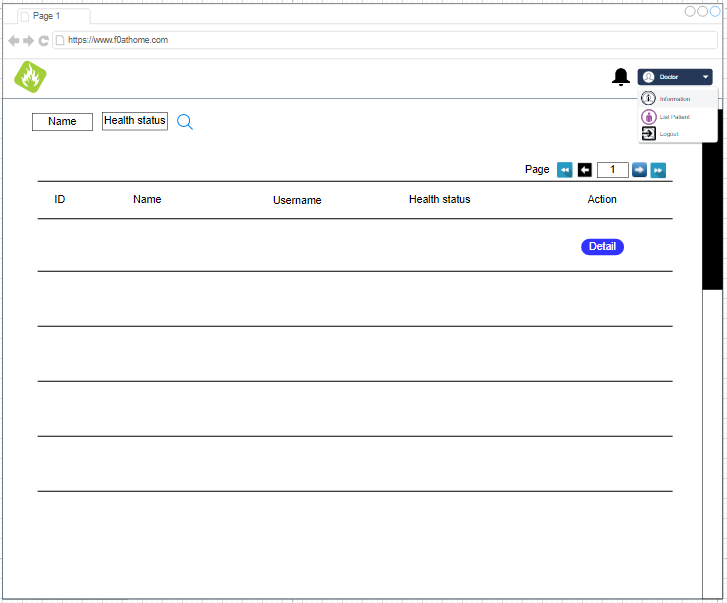 Page 1
https://www.f0athome.com
Doctor
Information
List Patient
Logout
Name
Health status
Page
1
ID Name Username Health status Action
Detail